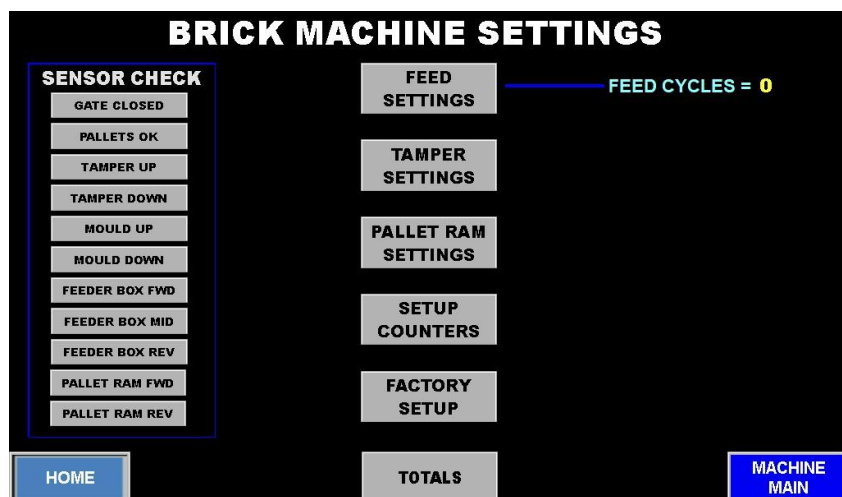 BRICK MACHINE SETTINGS
SENSOR CHECK
GATE CLOSED
PALLETS OK
TAMPER UP
TAMPER DOWN
MOULD UP
MOULD DOWN
FEEDER BOX FWD
FEEDER BOX MID
FEEDER BOX REV
PALLET RAM FWD
PALLET RAM REV
FEED
SETTINGS
FEED CYCLES = 0
TAMPER
SETTINGS
PALLET RAM
SETTINGS
SETUP
COUNTERS
FACTORY
SETUP
HOME
TOTALS
MACHINE
MAIN